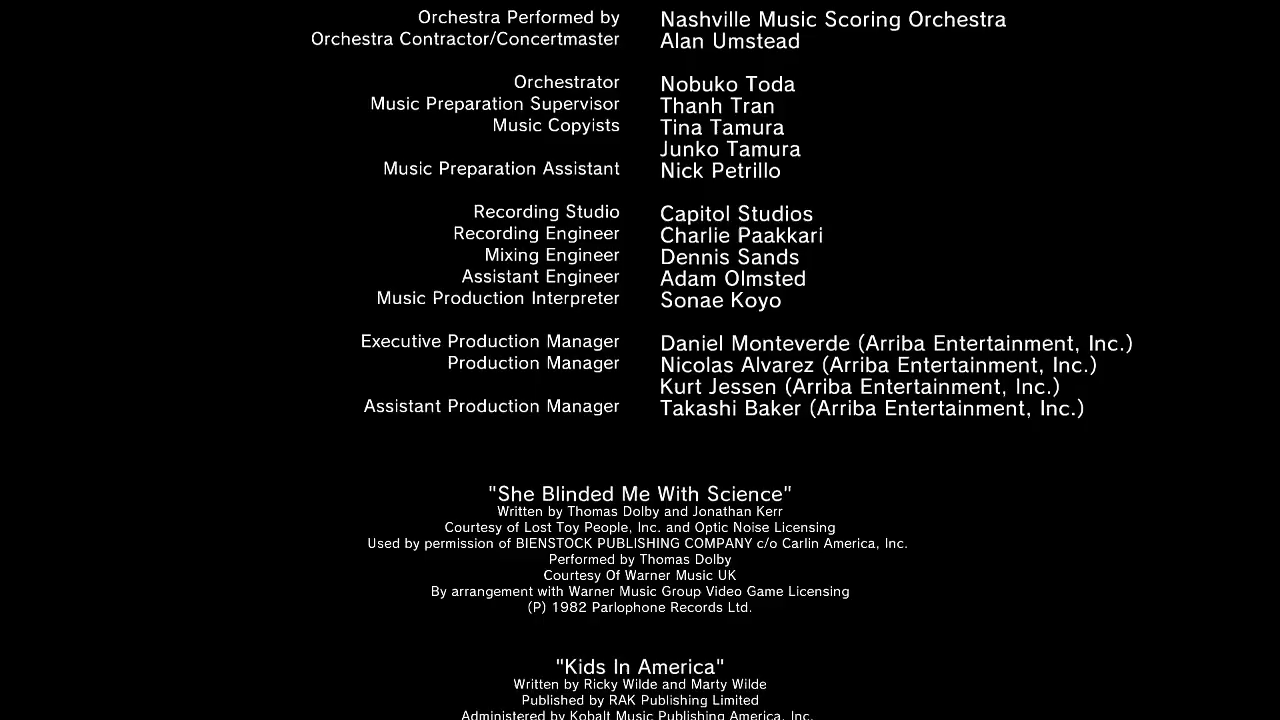 Orchestra Performed by Nashville Music Scoring Orchestra
Orchestra Contractor/Concertmaster Alan Umstead
Orchestrator Nobuko Toda
Music Preparation Supervisor Thanh Tran
Music Copyists Tina Tamura
Junko Tamura
Music Preparation Assistant Nick Petrillo
Recording Studio Capitol Studios
Recording Engineer Charlie Paakkari
Mixing Engineer Dennis Sands
Assistant Engineer Adam Olmsted
Music Production Interpreter Sonae Koyo
Executive Production Manager Daniel Monteverde (Arriba Entertainment, Inc.)
Production Manager Nicolas Alvarez (Arriba Entertainment, Inc.)
Kurt Jessen (Arriba Entertainment, Inc.)
Assistant Production Manager Takashi Baker (Arriba Entertainment, Inc.)
"She Blinded Me With Science"
Written by Thomas Dolby and Jonathan Kerr
Courtesy of Lost Toy People, Inc. and Optic Noise Licensing
Used by permission of BIENSTOCK PUBLISHING COMPANY c/o Carlin America, Inc.
Performed by Thomas Dolby
Courtesy Of Warner Music UK
By arrangement with Warner Music Group Video Game Licensing
(P) 1982 Parlophone Records Ltd.
"Kids In America"
Written by Ricky Wilde and Marty Wilde
Published by RAK Publishing Limited
Administered by Kobalt Music Publishing America, Inc.